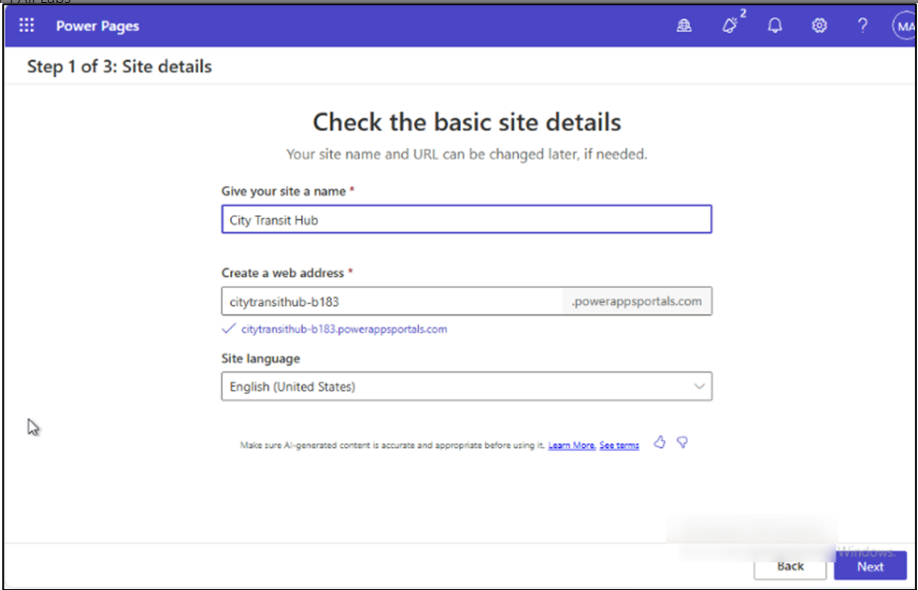 Power Pages
2
MA
Step 1 of 3: Site details
Check the basic site details
Your site name and URL can be changed later, if needed.
Give your site a name *
City Transit Hub
Create a web address *
citytransithub-b183 .powerappsportals.com
citytransithub-b183.powerappsportals.com
Site language
English (United States)
Make sure AI-generated content is accurate and appropriate before using it. Learn More. See terms
Windows.
Back Next